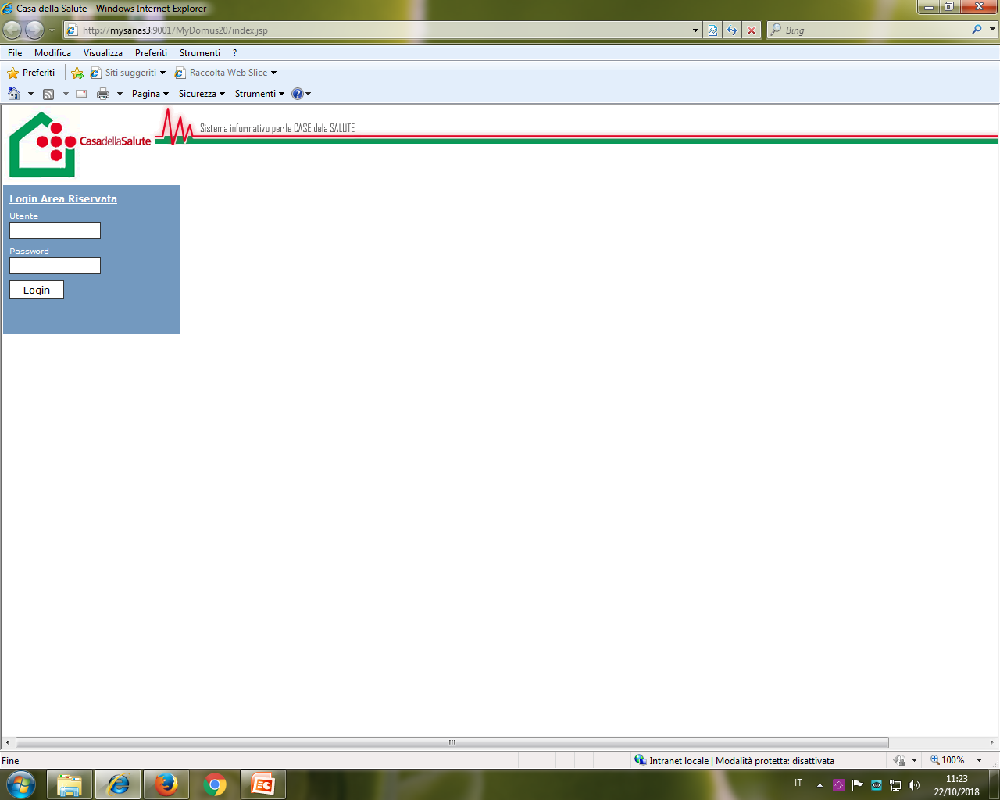 Casa della Salute - Windows Internet Explorer
http://mysanas3:9001/MyDomus20/index.jsp
Bing
File Modifica Visualizza Preferiti Strumenti ?
Preferiti Siti suggeriti Raccolta Web Slice
Pagina Sicurezza Strumenti
Sistema informativo per le CASE dela SALUTE
CasadellaSalute
Login Area Riservata
Utente
Password
Login
Fine Intranet locale | Modalità protetta: disattivata 100%
IT 11:23
22/10/2018